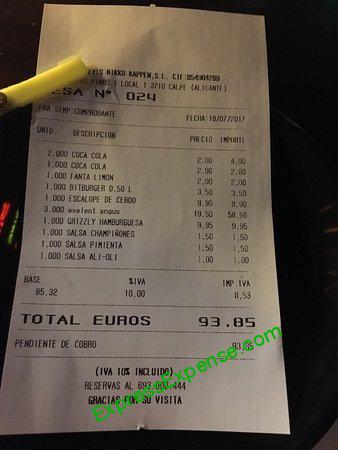 NIKKO KAPPEN,S.L. CIF:B54904289
PINOS 1 LOCAL 1 3710 CALPE (ALICANTE)
ESA Nº 024
FRA SIMP:COMPROBANTE FECHA:18/07/2017
UNID. DESCRIPCION PRECIO IMPORTE
2,000 COCA COLA 2,00 4,00
1,000 COCA COLA 2,00 2,00
1,000 FANTA LIMON 2,00 2,00
1,000 BITBURGER 0.50 L 3,50 3,50
1,000 ESCALOPE DE CERDO 9,90 9,90
3,000 exelent angus 19,50 58,50
1,000 GRIZZLY HAMBURGUESA 9,95 9,95
1,000 SALSA CHAMPIÑONES 1,50 1,50
1,000 SALSA PIMIENTA 1,50 1,50
1,000 SALSA ALI-OLI 1,00 1,00
BASE %IVA IMP IVA
85,32 10,00 8,53
TOTAL EUROS 93,85
PENDIENTE DE COBRO 93,85
(IVA 10% INCLUIDO)
RESERVAS AL 693 444
GRACIAS POR SU VISITA
ExpressExpense.com